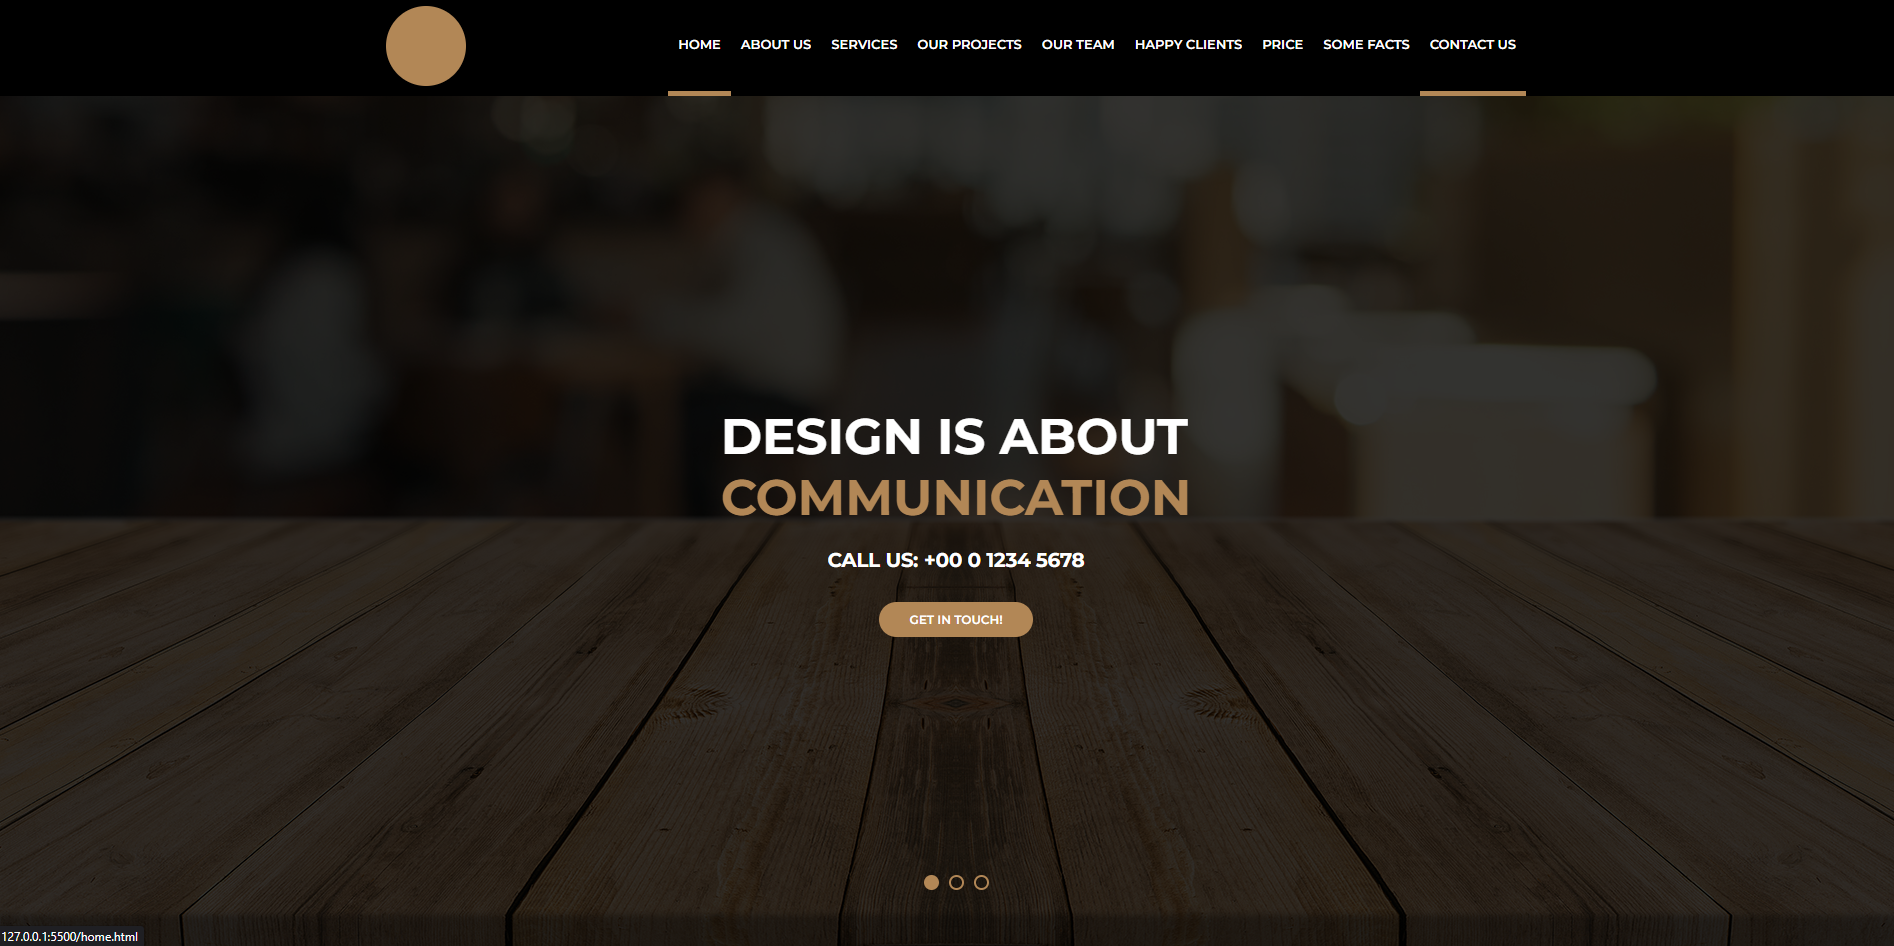 HOME ABOUT US SERVICES OUR PROJECTS OUR TEAM HAPPY CLIENTS PRICE SOME FACTS CONTACT US
DESIGN IS ABOUT
COMMUNICATION
CALL US: +00 0 1234 5678
GET IN TOUCH!
127.0.0.1:5500/home.html